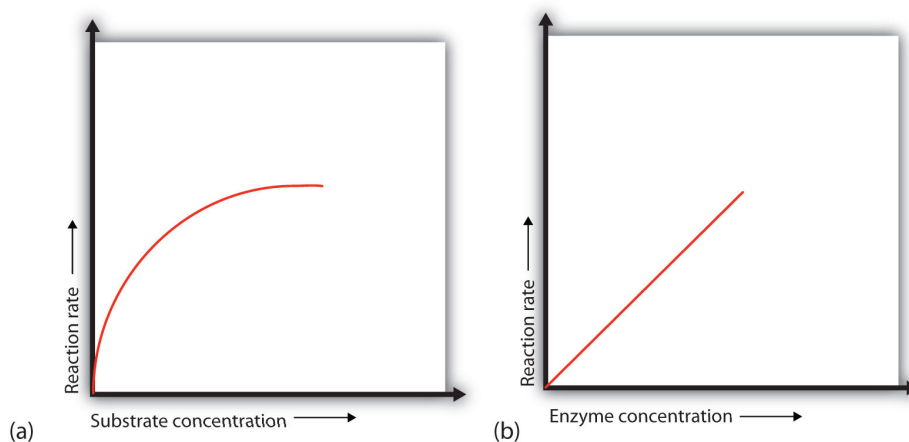 Reaction rate
(a)
Substrate concentration
Reaction rate
(b)
Enzyme concentration